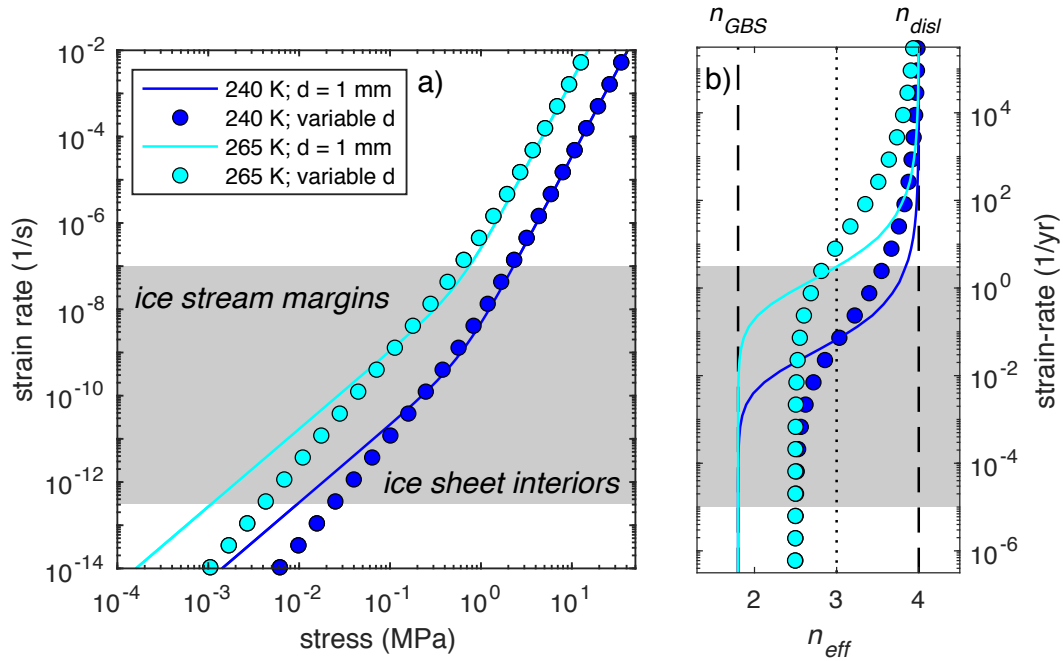 a)
240 K; d = 1 mm
240 K; variable d
265 K; d = 1 mm
265 K; variable d
ice stream margins
ice sheet interiors
strain rate (1/s)
10^-2
10^-4
10^-6
10^-8
10^-10
10^-12
10^-14
10^-4
10^-3
10^-2
10^-1
10^0
10^1
stress (MPa)
n_GBS
n_disl
b)
10^4
10^2
10^0
10^-2
10^-4
10^-6
strain-rate (1/yr)
2
3
4
n_eff